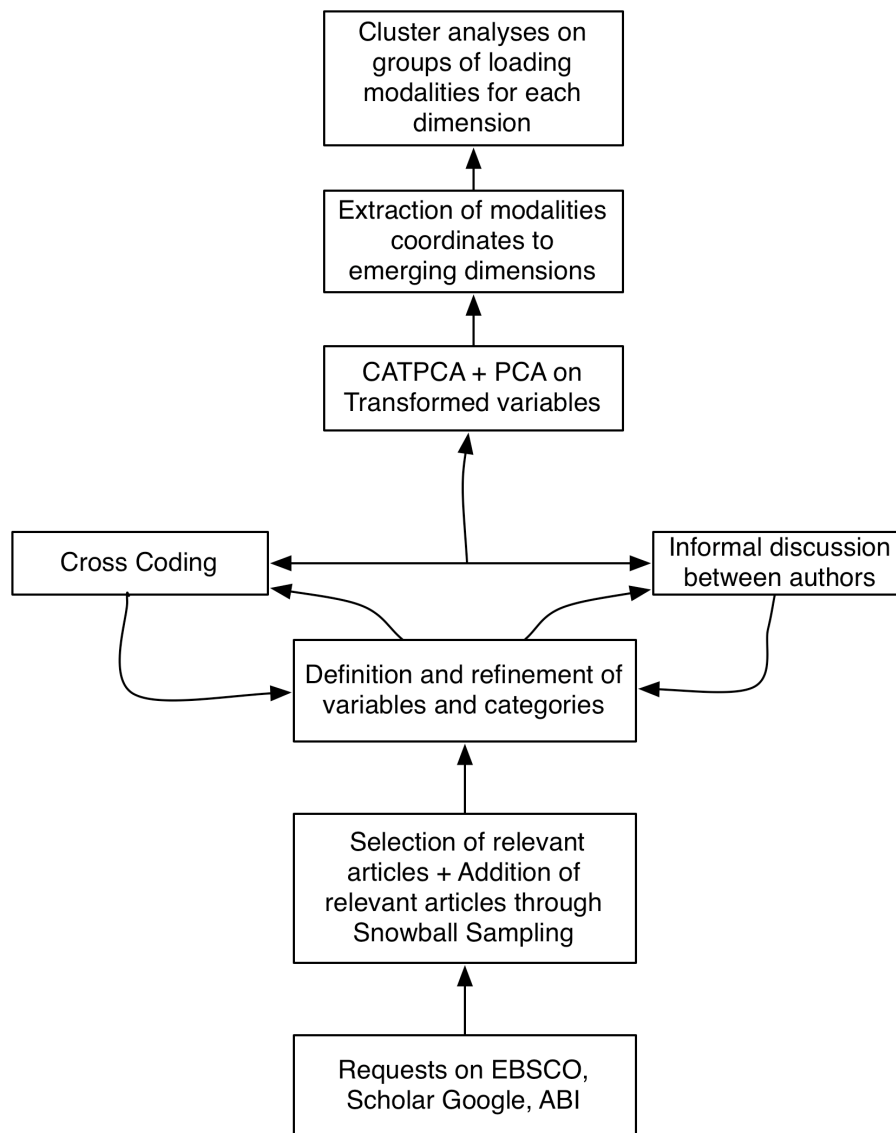 Cluster analyses on
groups of loading
modalities for each
dimension
Extraction of modalities
coordinates to
emerging dimensions
CATPCA + PCA on
Transformed variables
Cross Coding
Informal discussion
between authors
Definition and refinement of
variables and categories
Selection of relevant
articles + Addition of
relevant articles through
Snowball Sampling
Requests on EBSCO,
Scholar Google, ABI